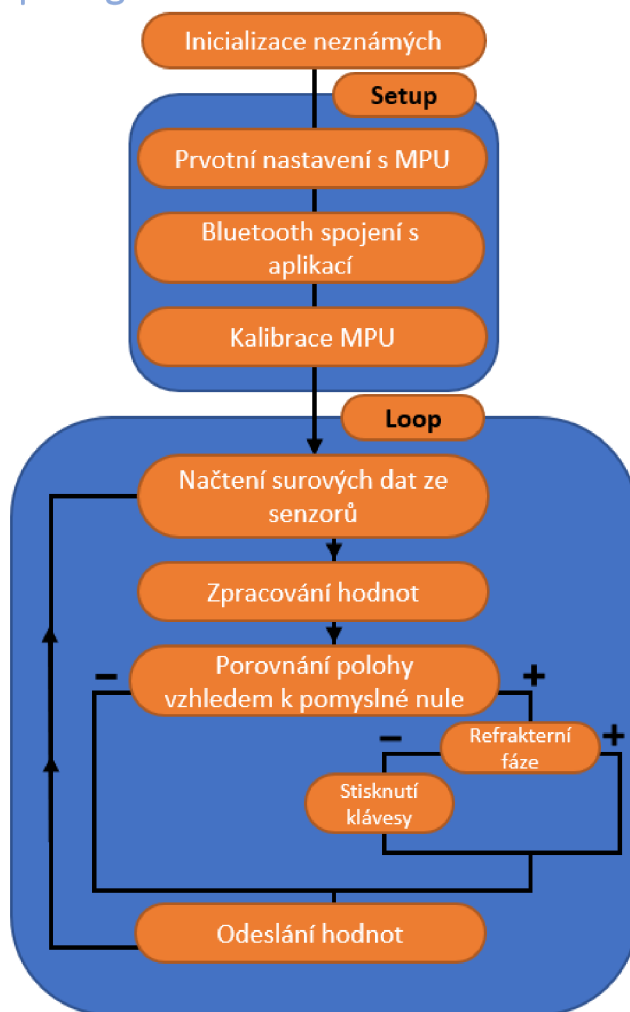 Inicializace neznámých
Setup
Prvotní nastavení s MPU
Bluetooth spojení s
aplikací
Kalibrace MPU
Loop
Načtení surových dat ze
senzorů
Zpracování hodnot
Porovnání polohy
vzhledem k pomyslné nule
−
+
Refrakterní
fáze
−
+
Stisknutí
klávesy
Odeslání hodnot